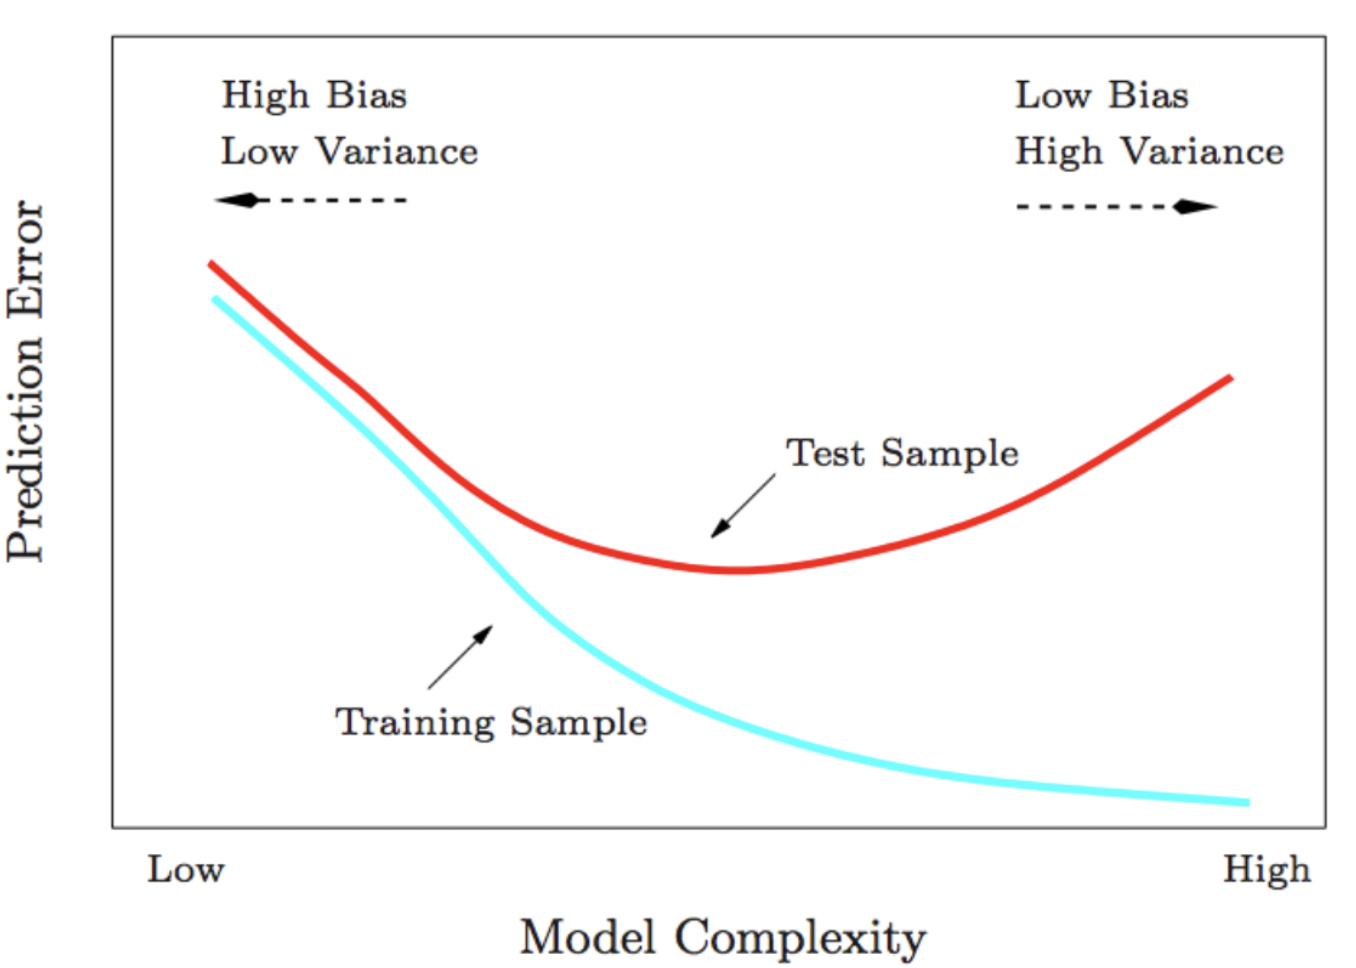 High Bias
Low Variance
Low Bias
High Variance
Prediction Error
Test Sample
Training Sample
Low
High
Model Complexity